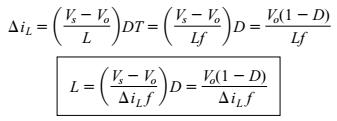 Δi_L = (V_s − V_o / L) DT = (V_s − V_o / Lf) D = V_o(1 − D) / Lf
L = (V_s − V_o / Δi_L f) D = V_o(1 − D) / Δi_L f